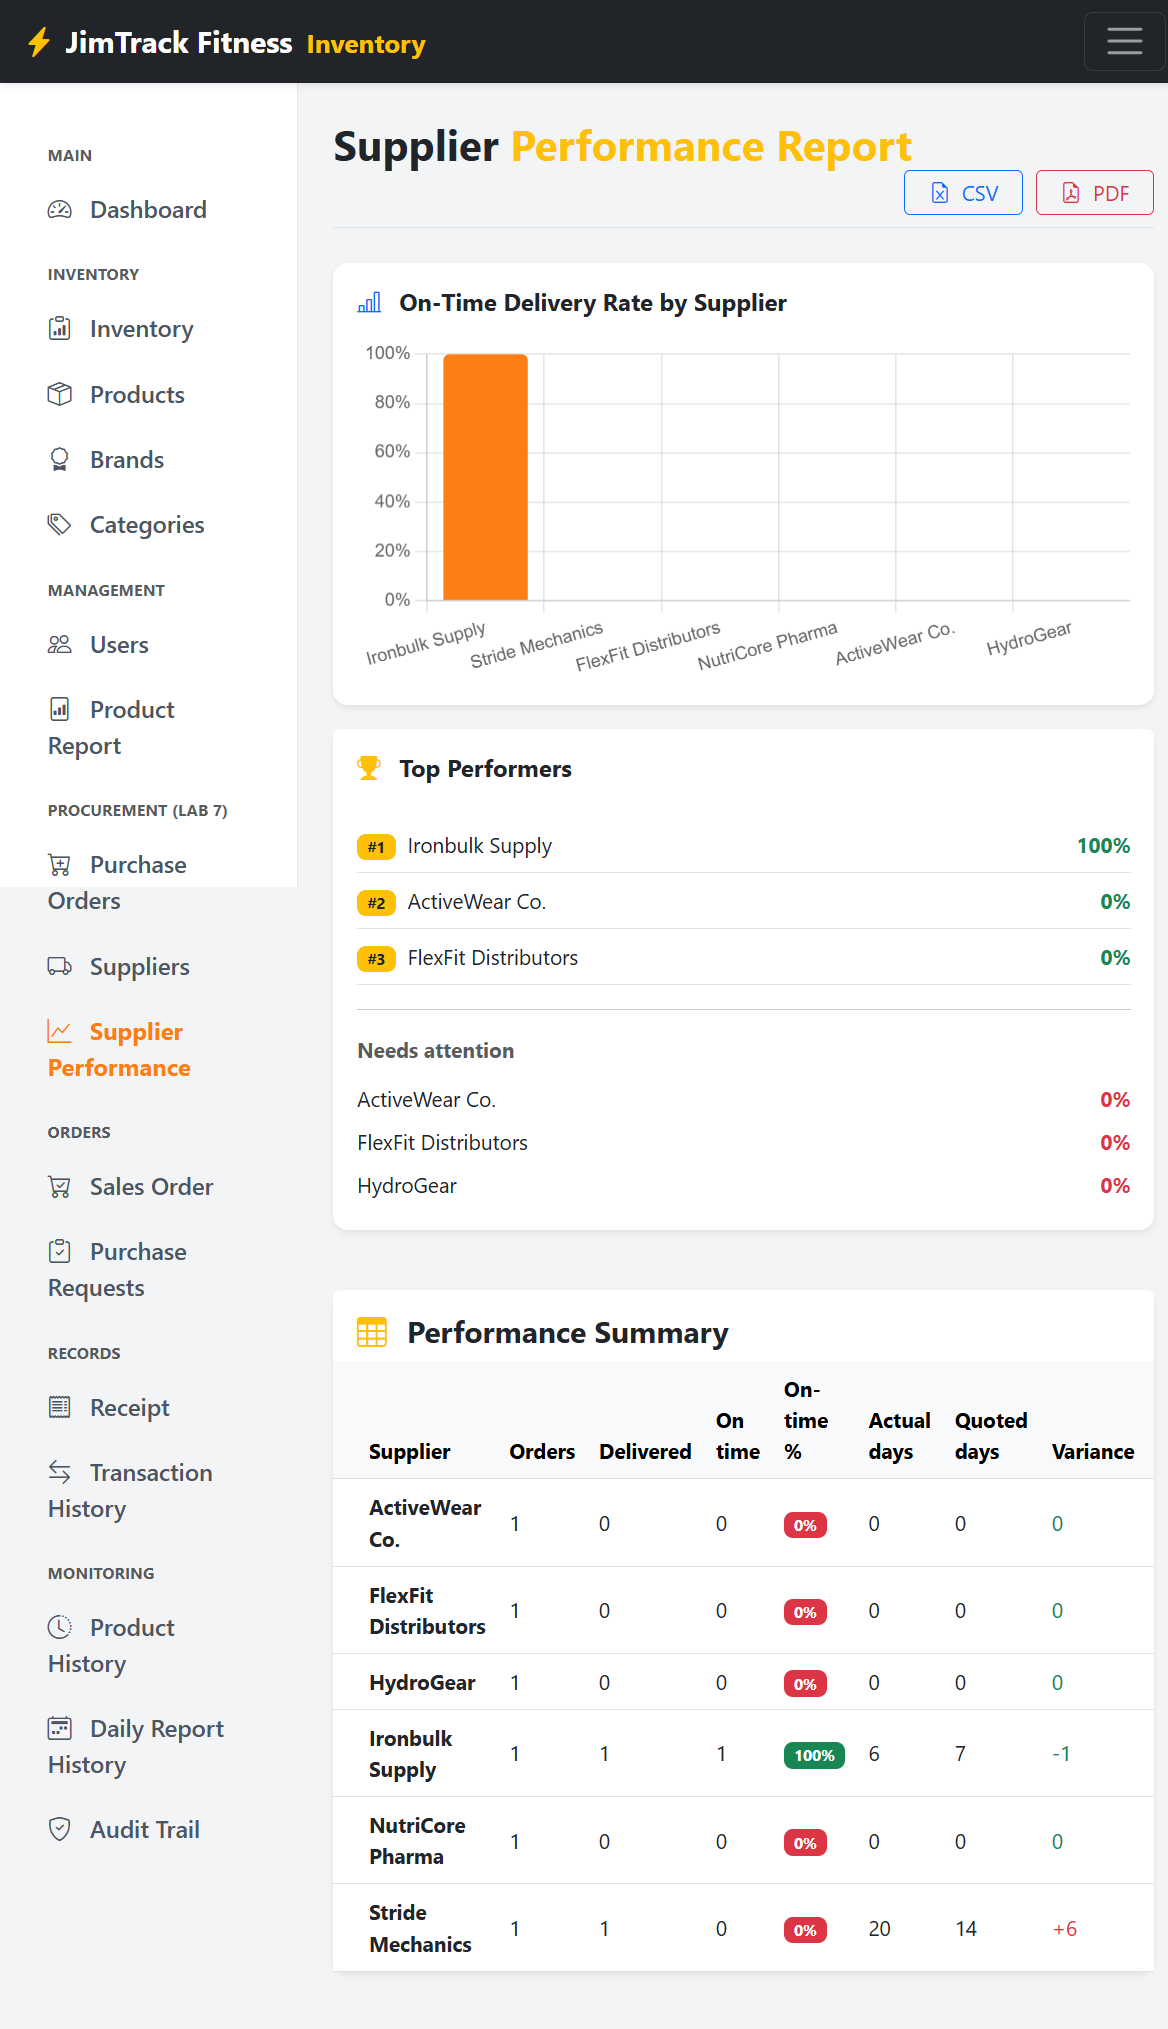 JimTrack Fitness Inventory
MAIN
Dashboard
INVENTORY
Inventory
Products
Brands
Categories
MANAGEMENT
Users
Product
Report
PROCUREMENT (LAB 7)
Purchase
Orders
Suppliers
Supplier
Performance
ORDERS
Sales Order
Purchase
Requests
RECORDS
Receipt
Transaction
History
MONITORING
Product
History
Daily Report
History
Audit Trail
Supplier Performance Report
CSV
PDF
On-Time Delivery Rate by Supplier
100%
80%
60%
40%
20%
0%
Ironbulk Supply
Stride Mechanics
FlexFit Distributors
NutriCore Pharma
ActiveWear Co.
HydroGear
Top Performers
#1 Ironbulk Supply 100%
#2 ActiveWear Co. 0%
#3 FlexFit Distributors 0%
Needs attention
ActiveWear Co. 0%
FlexFit Distributors 0%
HydroGear 0%
Performance Summary
On-
On time Actual Quoted
Supplier Orders Delivered time % days days Variance
ActiveWear
Co. 1 0 0 0% 0 0 0
FlexFit
Distributors 1 0 0 0% 0 0 0
HydroGear 1 0 0 0% 0 0 0
Ironbulk
Supply 1 1 1 100% 6 7 -1
NutriCore
Pharma 1 0 0 0% 0 0 0
Stride
Mechanics 1 1 0 0% 20 14 +6